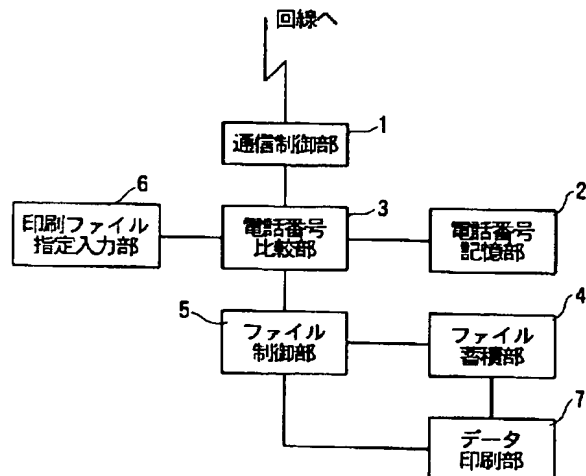 回線へ
1
通信制御部
6
印刷ファイル
指定入力部
3
電話番号
比較部
2
電話番号
記憶部
5
ファイル
制御部
4
ファイル
蓄積部
7
データ
印刷部